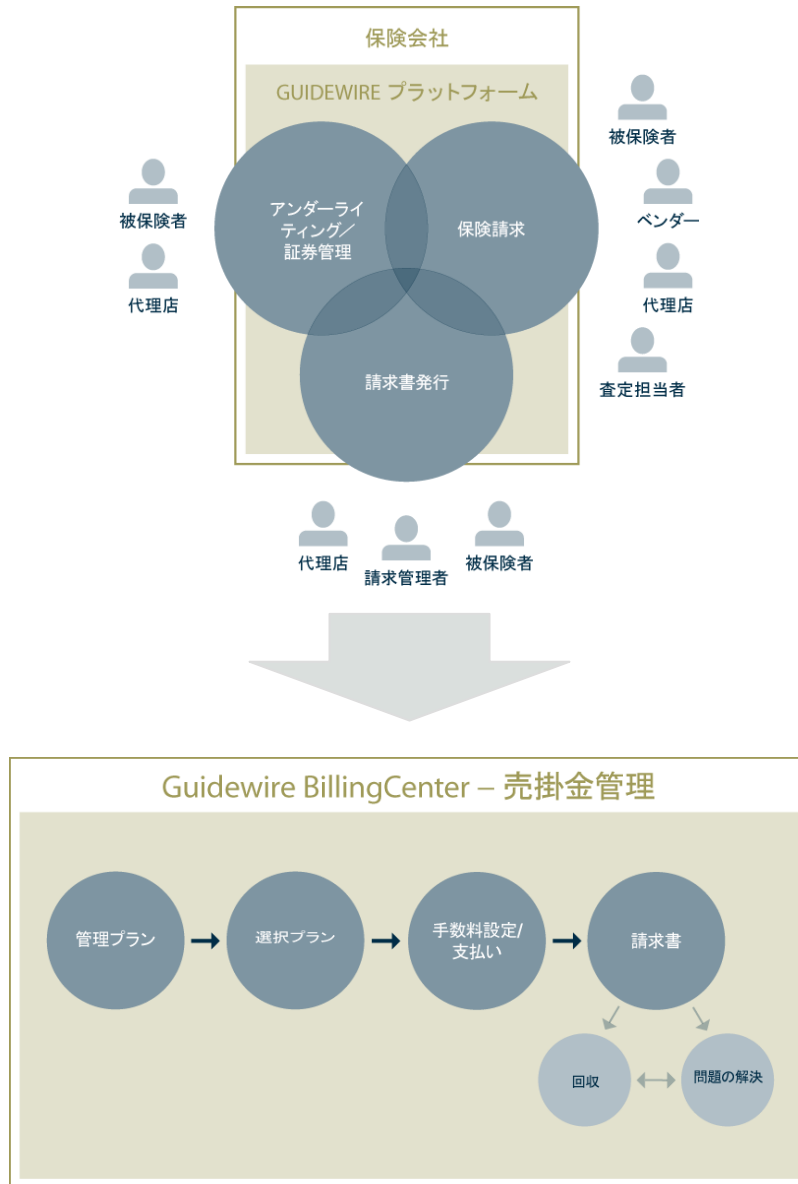 保険会社
GUIDEWIRE プラットフォーム
被保険者
アンダーライ
ティング／
証券管理
保険請求
被保険者
ベンダー
代理店
代理店
査定担当者
請求書発行
代理店
請求管理者
被保険者
Guidewire BillingCenter – 売掛金管理
管理プラン
選択プラン
手数料設定/
支払い
請求書
回収
問題の解決